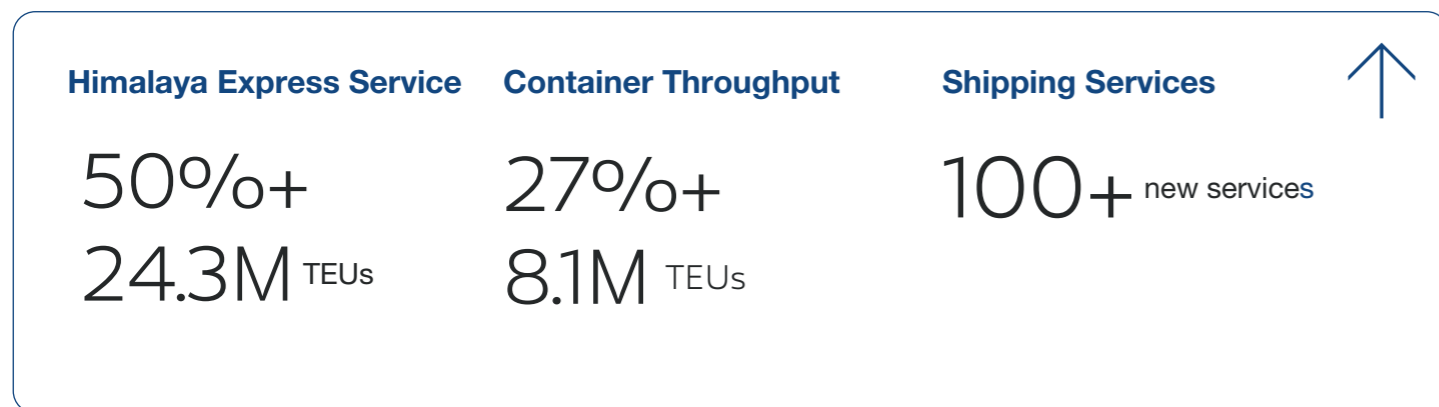 Himalaya Express Service
50%+
24.3M TEUs
Container Throughput
27%+
8.1M TEUs
Shipping Services
100+ new services